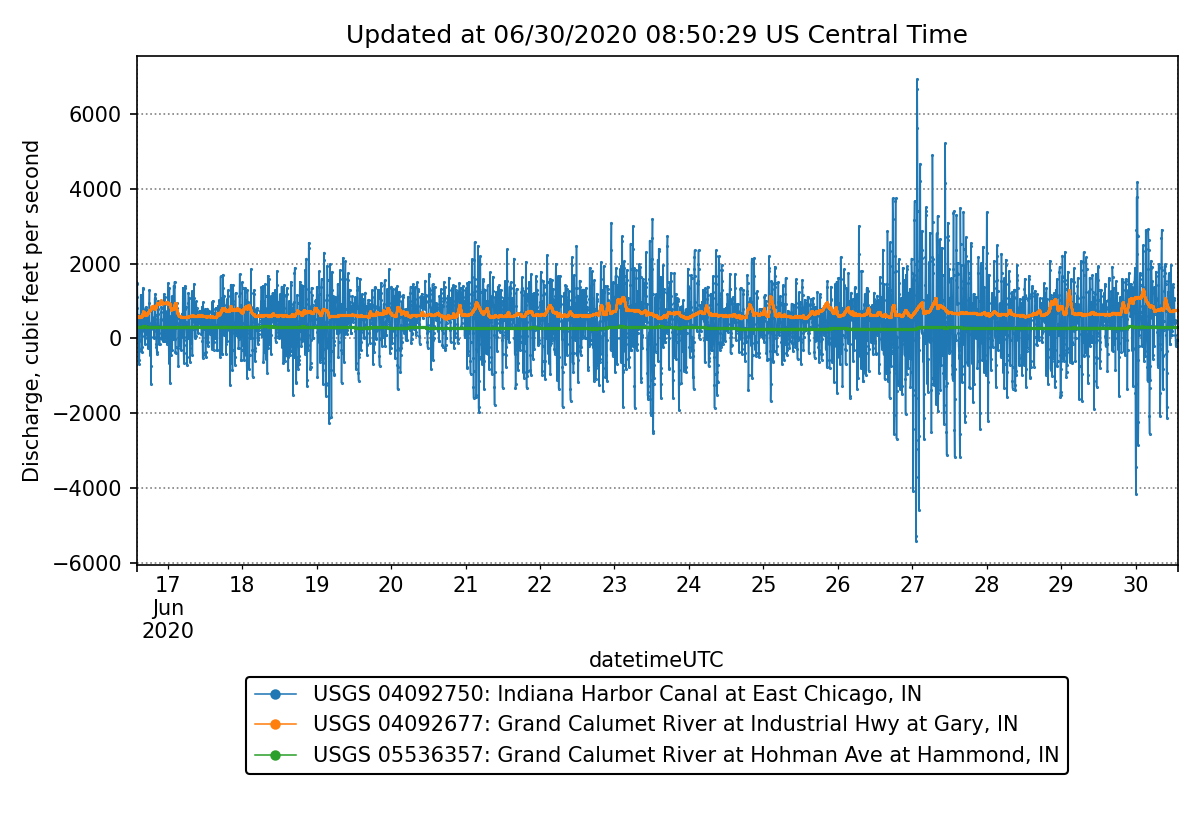 Updated at 06/30/2020 08:50:29 US Central Time
Discharge, cubic feet per second
6000
4000
2000
0
−2000
−4000
−6000
17 18 19 20 21 22 23 24 25 26 27 28 29 30
Jun
2020
datetimeUTC
USGS 04092750: Indiana Harbor Canal at East Chicago, IN
USGS 04092677: Grand Calumet River at Industrial Hwy at Gary, IN
USGS 05536357: Grand Calumet River at Hohman Ave at Hammond, IN